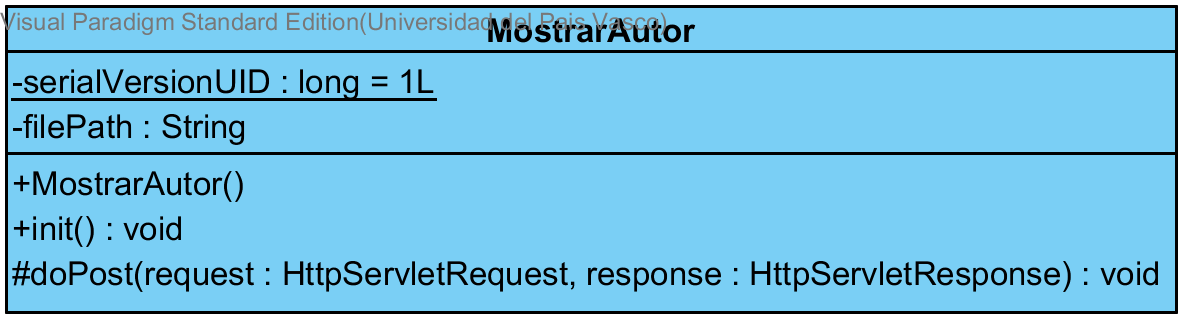 Visual Paradigm Standard Edition(Universidad del Pais Vasco)
MostrarAutor
-serialVersionUID : long = 1L
-filePath : String
+MostrarAutor()
+init() : void
#doPost(request : HttpServletRequest, response : HttpServletResponse) : void